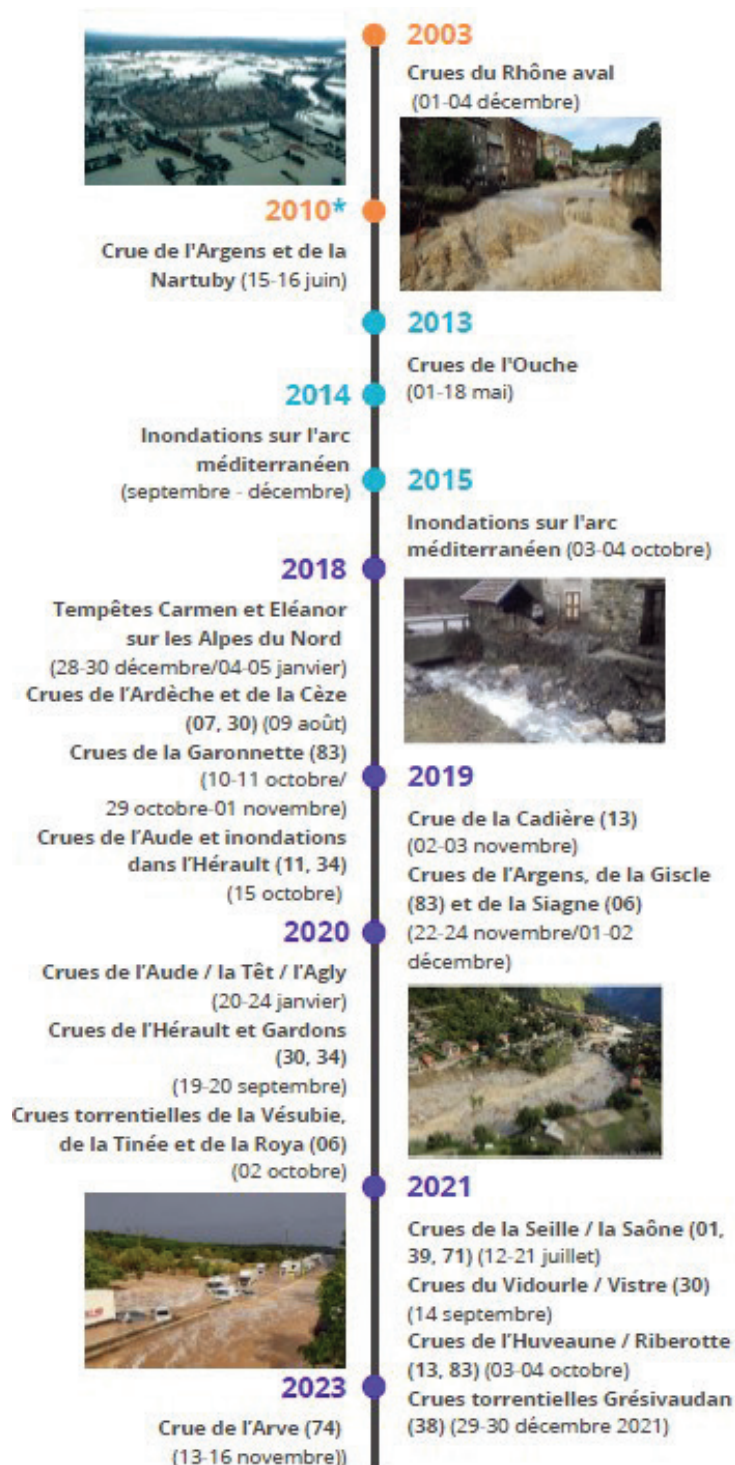 2003
Crues du Rhône aval
(01-04 décembre)
2010*
Crue de l'Argens et de la
Nartuby (15-16 juin)
2013
Crues de l'Ouche
(01-18 mai)
2014
Inondations sur l'arc
méditerranéen
(septembre - décembre)
2015
Inondations sur l'arc
méditerranéen (03-04 octobre)
2018
Tempêtes Carmen et Eléanor
sur les Alpes du Nord
(28-30 décembre/04-05 janvier)
Crues de l'Ardèche et de la Cèze
(07, 30) (09 août)
Crues de la Garonnette (83)
(10-11 octobre/
29 octobre-01 novembre)
Crues de l'Aude et inondations
dans l'Hérault (11, 34)
(15 octobre)
2019
Crue de la Cadière (13)
(02-03 novembre)
Crues de l'Argens, de la Giscle
(83) et de la Siagne (06)
(22-24 novembre/01-02
décembre)
2020
Crues de l'Aude / la Têt / l'Agly
(20-24 janvier)
Crues de l'Hérault et Gardons
(30, 34)
(19-20 septembre)
Crues torrentielles de la Vésubie,
de la Tinée et de la Roya (06)
(02 octobre)
2021
Crues de la Seille / la Saône (01,
39, 71) (12-21 juillet)
Crues du Vidourle / Vistre (30)
(14 septembre)
Crues de l'Huveaune / Riberotte
(13, 83) (03-04 octobre)
Crues torrentielles Grésivaudan
(38) (29-30 décembre 2021)
2023
Crue de l'Arve (74)
(13-16 novembre))